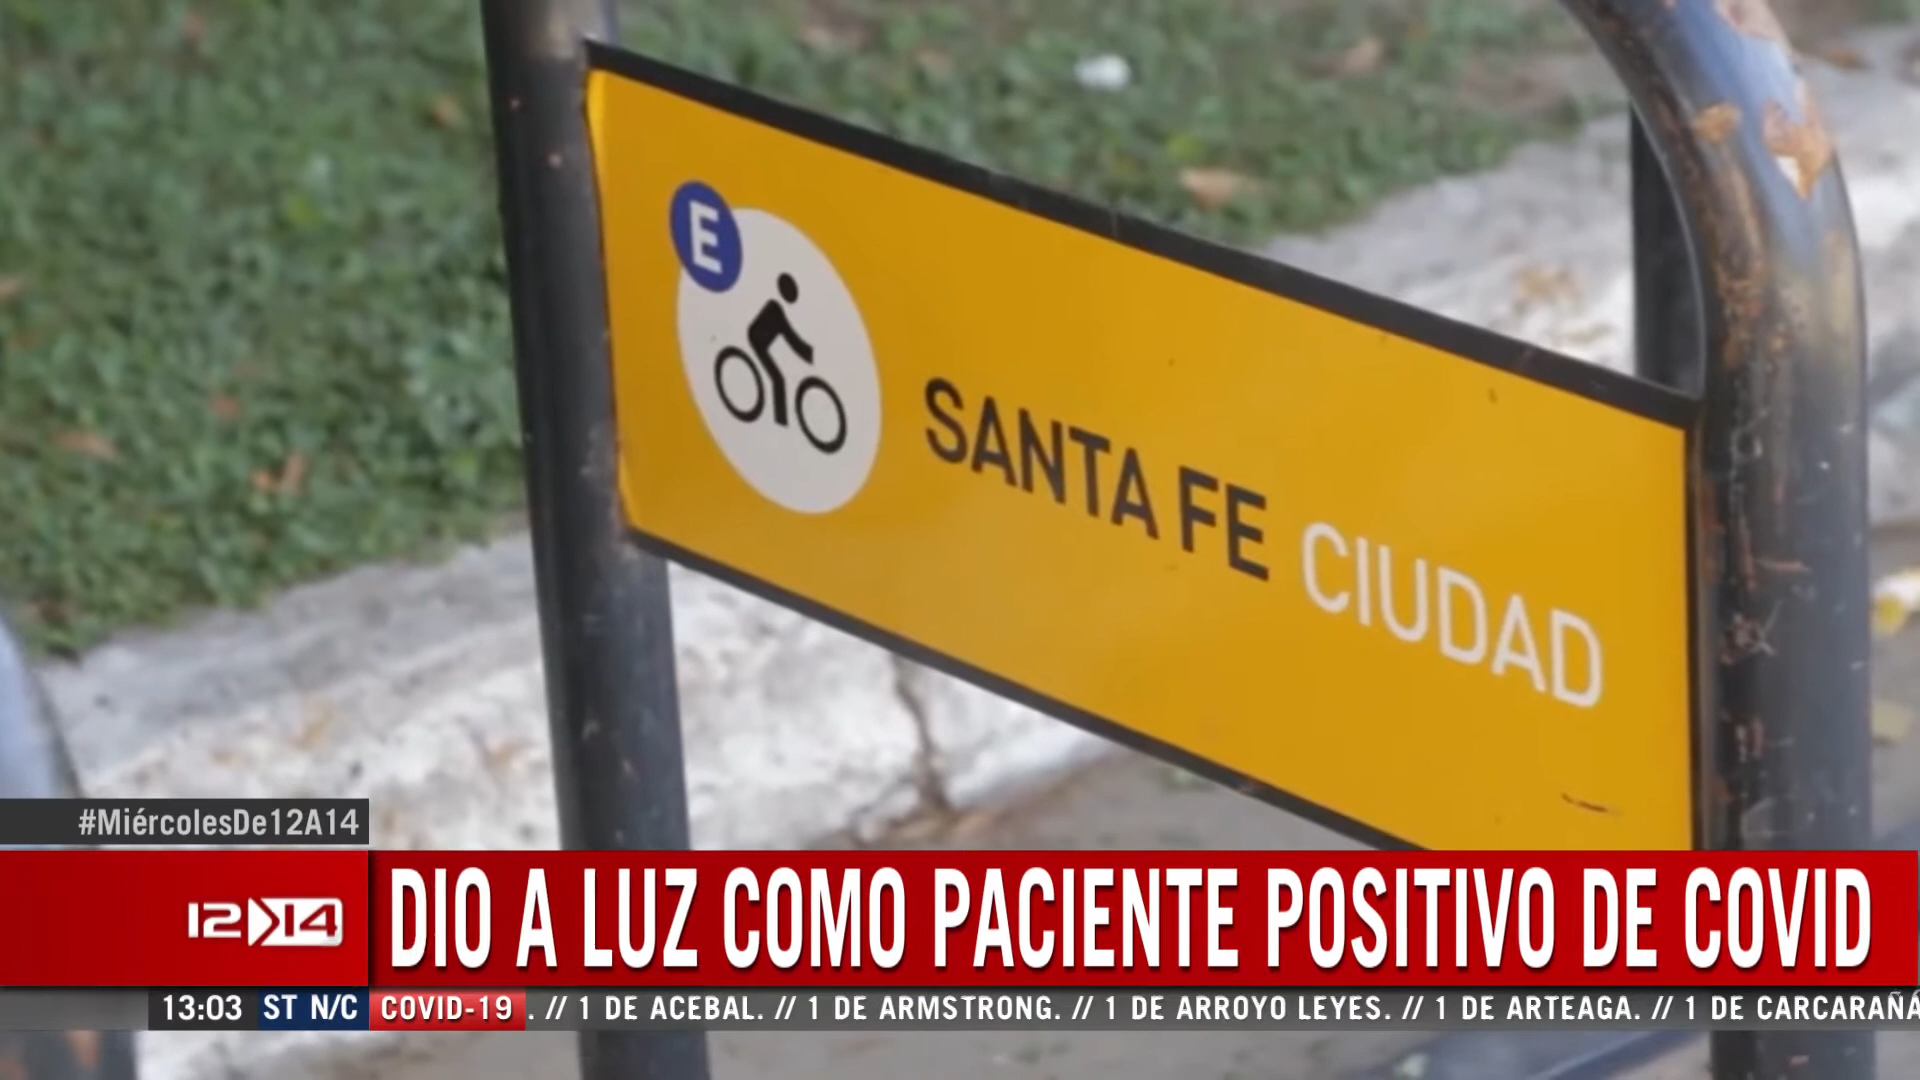 E
SANTA FE CIUDAD
#MiércolesDe12A14
12 14
DIO A LUZ COMO PACIENTE POSITIVO DE COVID
13:03 ST N/C COVID-19 . // 1 DE ACEBAL. // 1 DE ARMSTRONG. // 1 DE ARROYO LEYES. // 1 DE ARTEAGA. // 1 DE CARCARAÑÁ